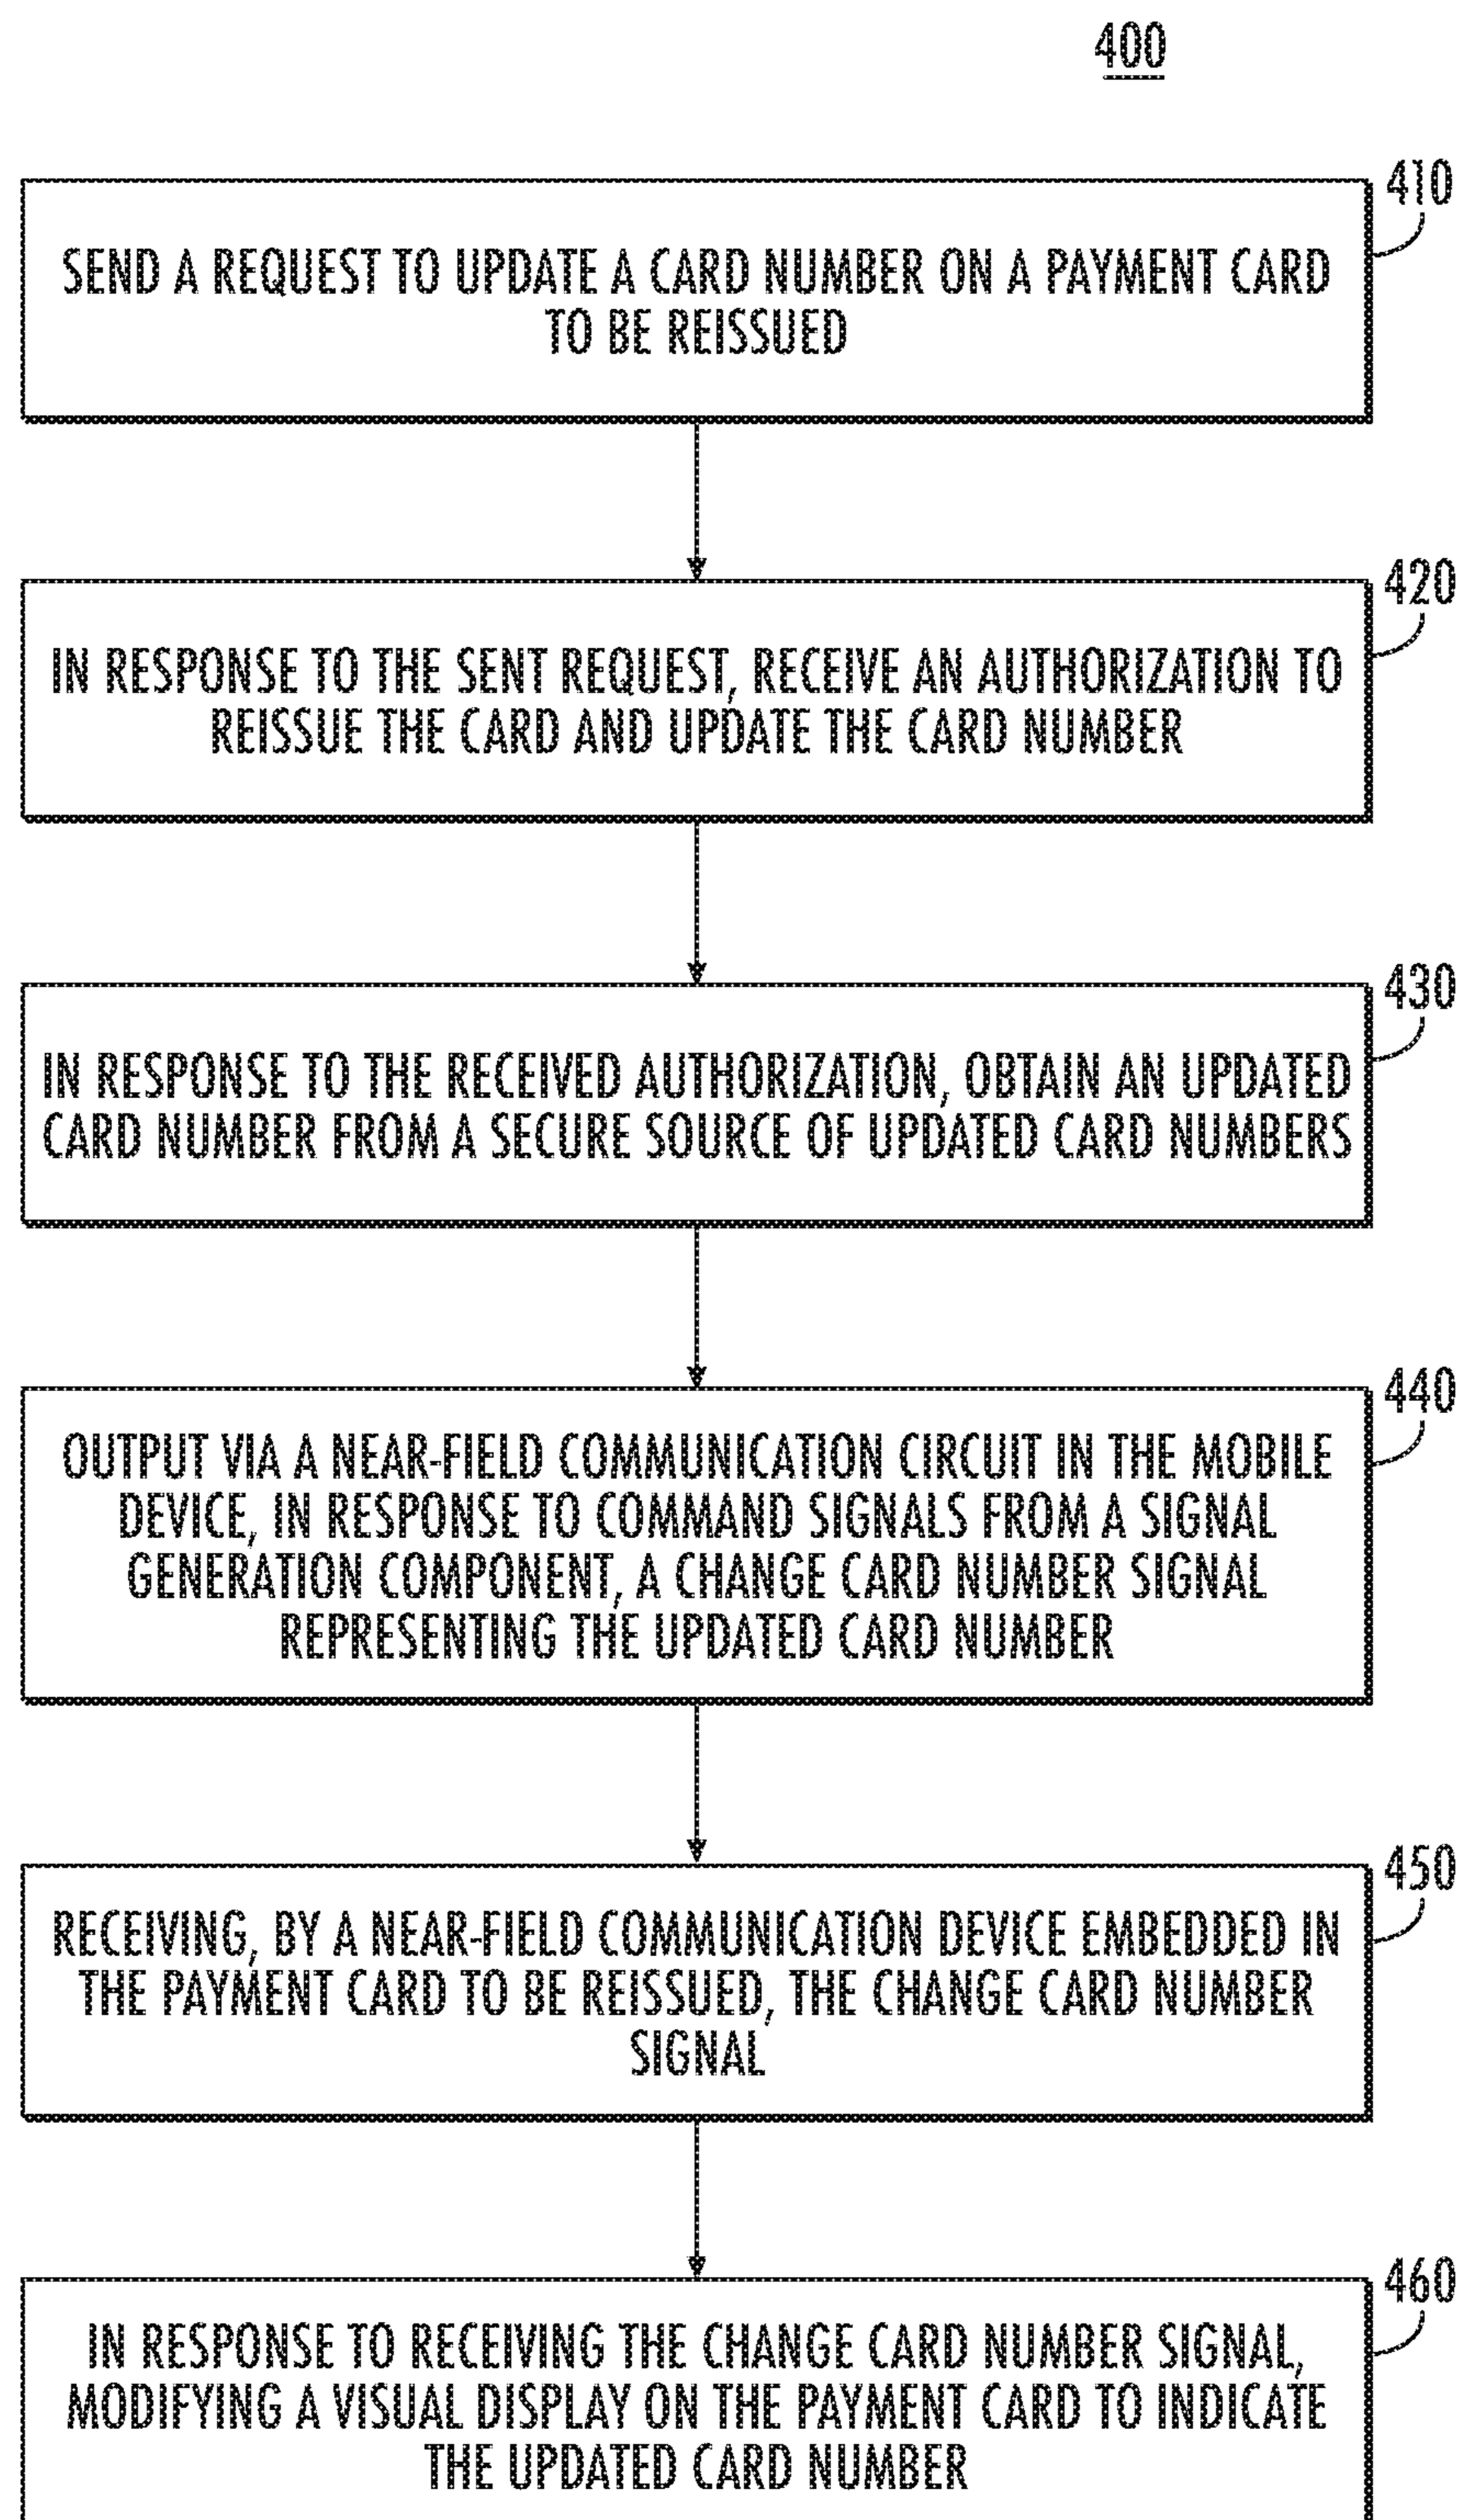 400
410
SEND A REQUEST TO UPDATE A CARD NUMBER ON A PAYMENT CARD
TO BE REISSUED
420
IN RESPONSE TO THE SENT REQUEST, RECEIVE AN AUTHORIZATION TO
REISSUE THE CARD AND UPDATE THE CARD NUMBER
430
IN RESPONSE TO THE RECEIVED AUTHORIZATION, OBTAIN AN UPDATED
CARD NUMBER FROM A SECURE SOURCE OF UPDATED CARD NUMBERS
440
OUTPUT VIA A NEAR-FIELD COMMUNICATION CIRCUIT IN THE MOBILE
DEVICE, IN RESPONSE TO COMMAND SIGNALS FROM A SIGNAL
GENERATION COMPONENT, A CHANGE CARD NUMBER SIGNAL
REPRESENTING THE UPDATED CARD NUMBER
450
RECEIVING, BY A NEAR-FIELD COMMUNICATION DEVICE EMBEDDED IN
THE PAYMENT CARD TO BE REISSUED, THE CHANGE CARD NUMBER
SIGNAL
460
IN RESPONSE TO RECEIVING THE CHANGE CARD NUMBER SIGNAL,
MODIFYING A VISUAL DISPLAY ON THE PAYMENT CARD TO INDICATE
THE UPDATED CARD NUMBER